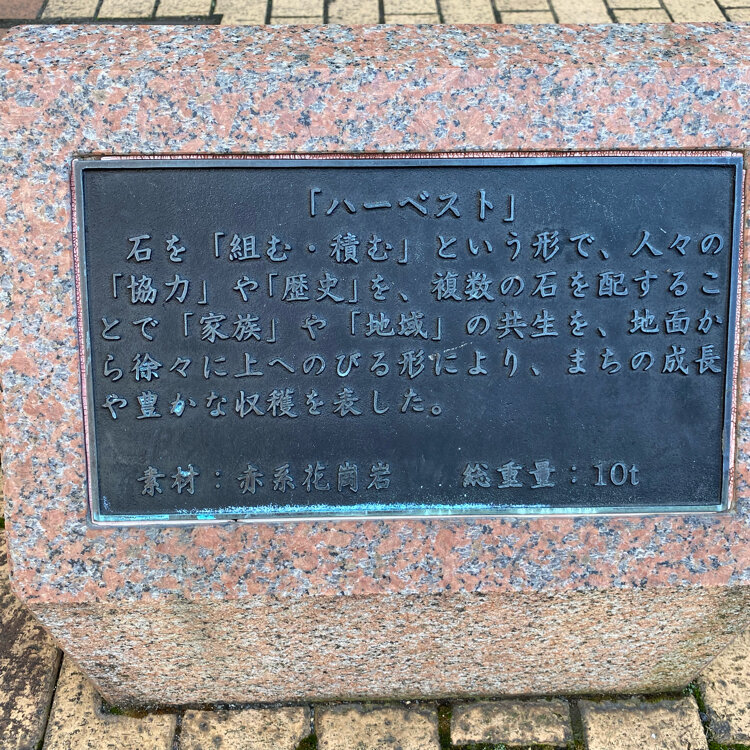 「ハーベスト」
石を「組む・積む」という形で、人々の
「協力」や「歴史」を、複数の石を配するこ
とで「家族」や「地域」の共生を、地面か
ら徐々に上へのびる形により、まちの成長
や豊かな収穫を表した。
素材:赤系花崗岩　総重量:10t